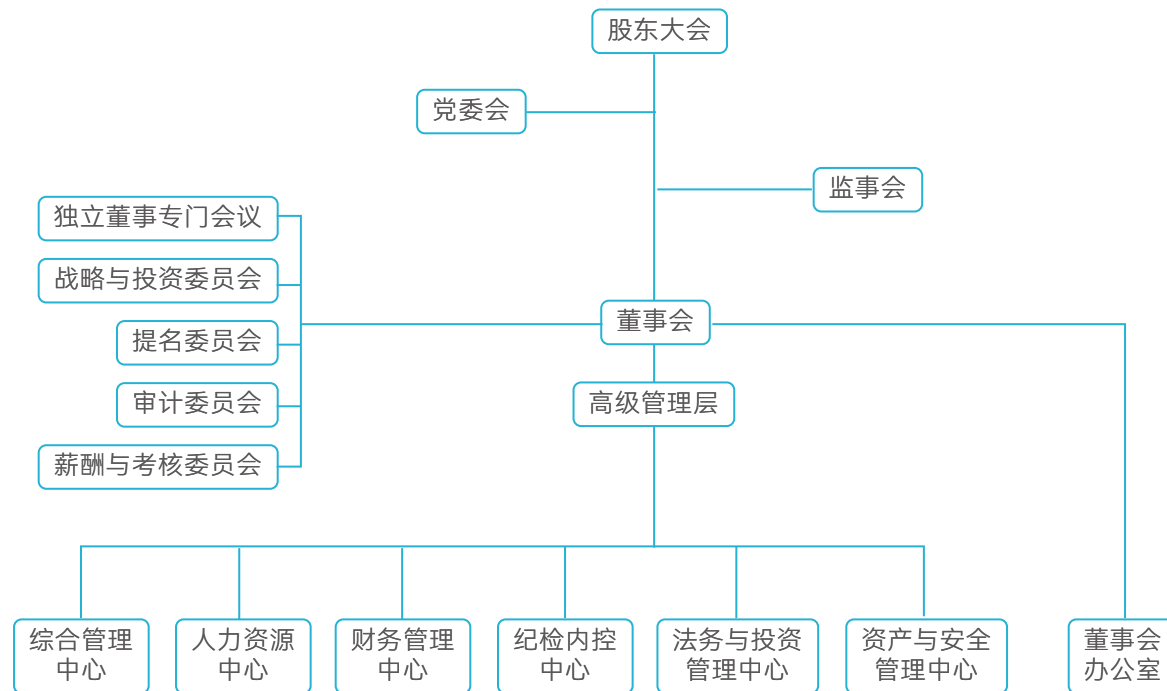 股东大会
党委会
监事会
独立董事专门会议
战略与投资委员会
提名委员会
审计委员会
薪酬与考核委员会
董事会
高级管理层
综合管理
中心
人力资源
中心
财务管理
中心
纪检内控
中心
法务与投资
管理中心
资产与安全
管理中心
董事会
办公室